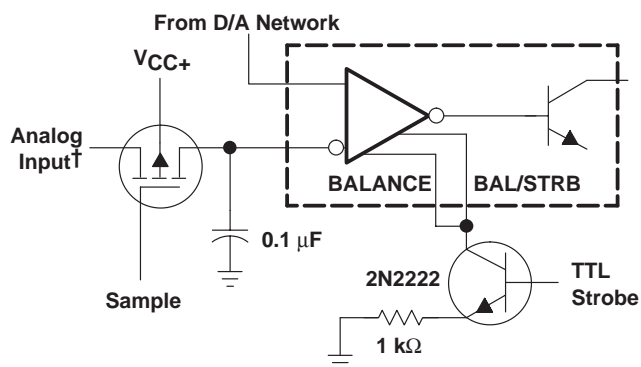 From D/A Network
VCC+
Analog
Input†
BALANCE
BAL/STRB
0.1 μF
2N2222
TTL
Strobe
Sample
1 kΩ